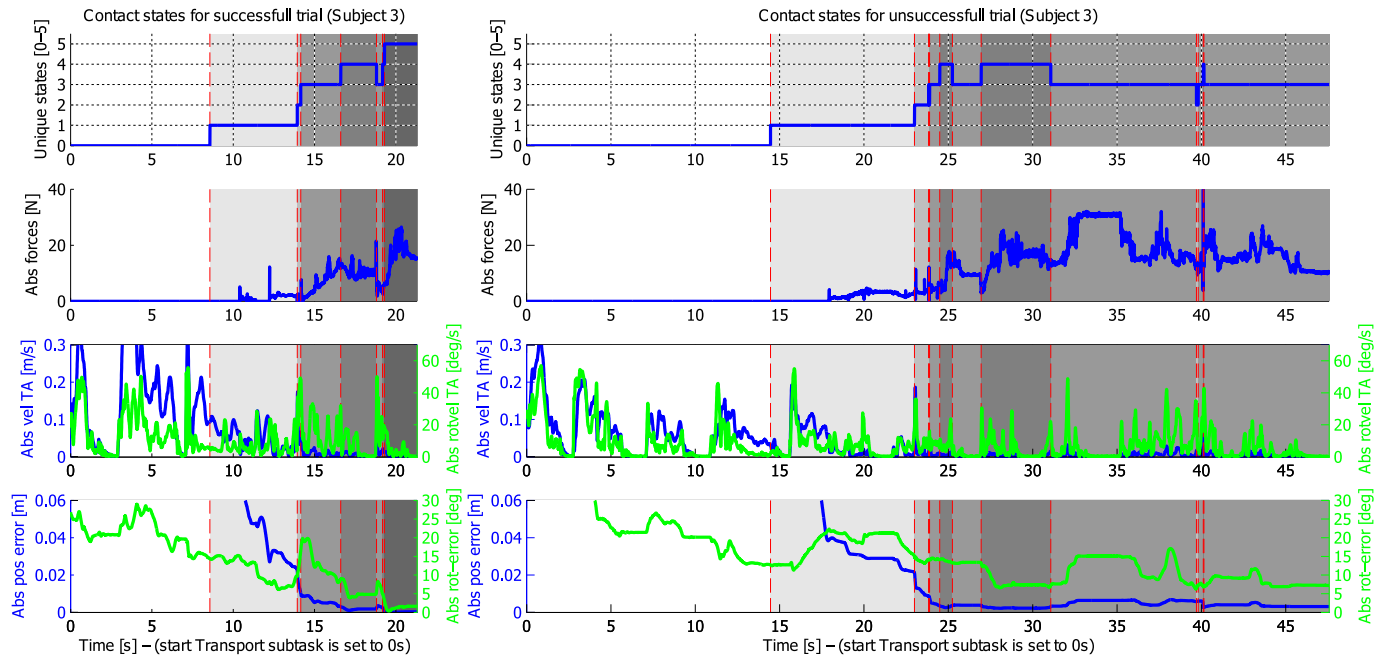 Contact states for successfull trial (Subject 3)
Unique states [0−5]
5
4
3
2
1
0
0 5 10 15 20
Abs forces [N]
40
20
0
0 5 10 15 20
Abs vel TA [m/s]
0.3
0.2
0.1
0
60
40
20
0
Abs rotvel TA [deg/s]
0 5 10 15 20
Abs pos error [m]
0.06
0.04
0.02
0
30
25
20
15
10
5
0
Abs rot−error [deg]
0 5 10 15 20
Time [s] − (start Transport subtask is set to 0s)
Contact states for unsuccessfull trial (Subject 3)
Unique states [0−5]
5
4
3
2
1
0
0 5 10 15 20 25 30 35 40 45
Abs forces [N]
40
20
0
0 5 10 15 20 25 30 35 40 45
Abs vel TA [m/s]
0.3
0.2
0.1
0
60
40
20
0
Abs rotvel TA [deg/s]
0 5 10 15 20 25 30 35 40 45
Abs pos error [m]
0.06
0.04
0.02
0
30
25
20
15
10
5
0
Abs rot−error [deg]
0 5 10 15 20 25 30 35 40 45
Time [s] − (start Transport subtask is set to 0s)